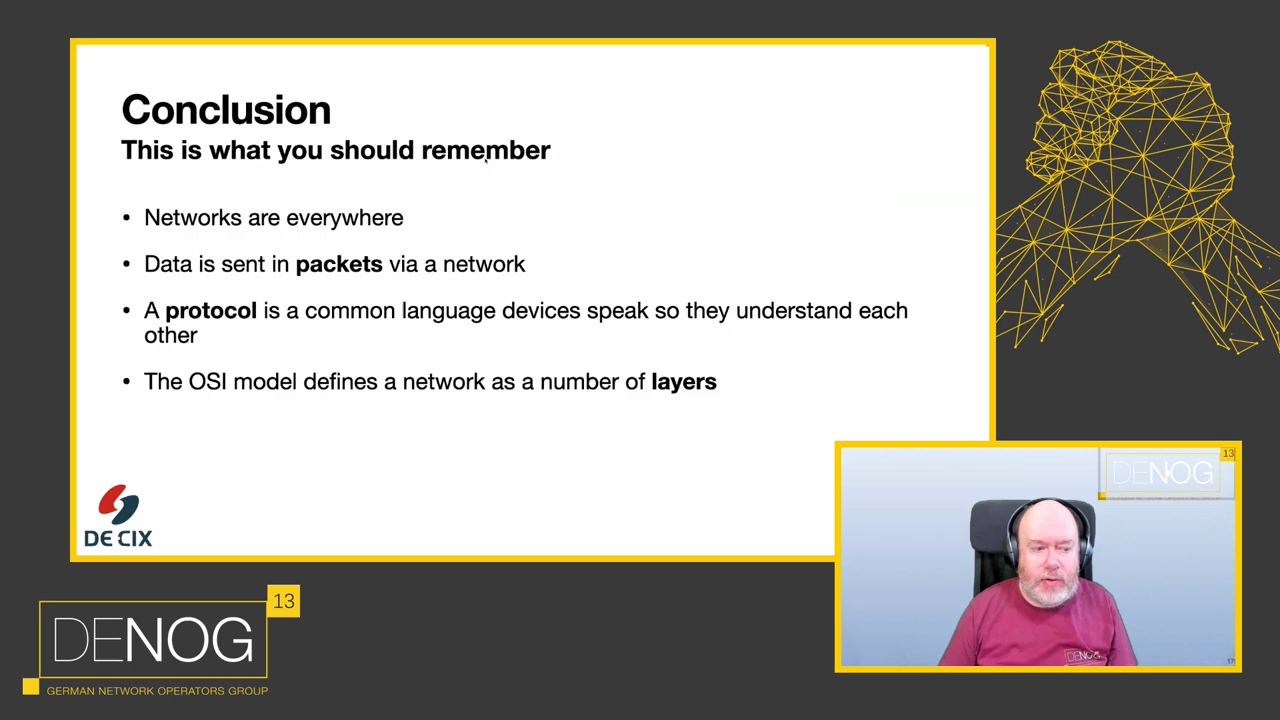 Conclusion
This is what you should remember
• Networks are everywhere
• Data is sent in packets via a network
• A protocol is a common language devices speak so they understand each
other
• The OSI model defines a network as a number of layers
DE CIX
13
DENOG
DENOG
17
13
DENOG
GERMAN NETWORK OPERATORS GROUP